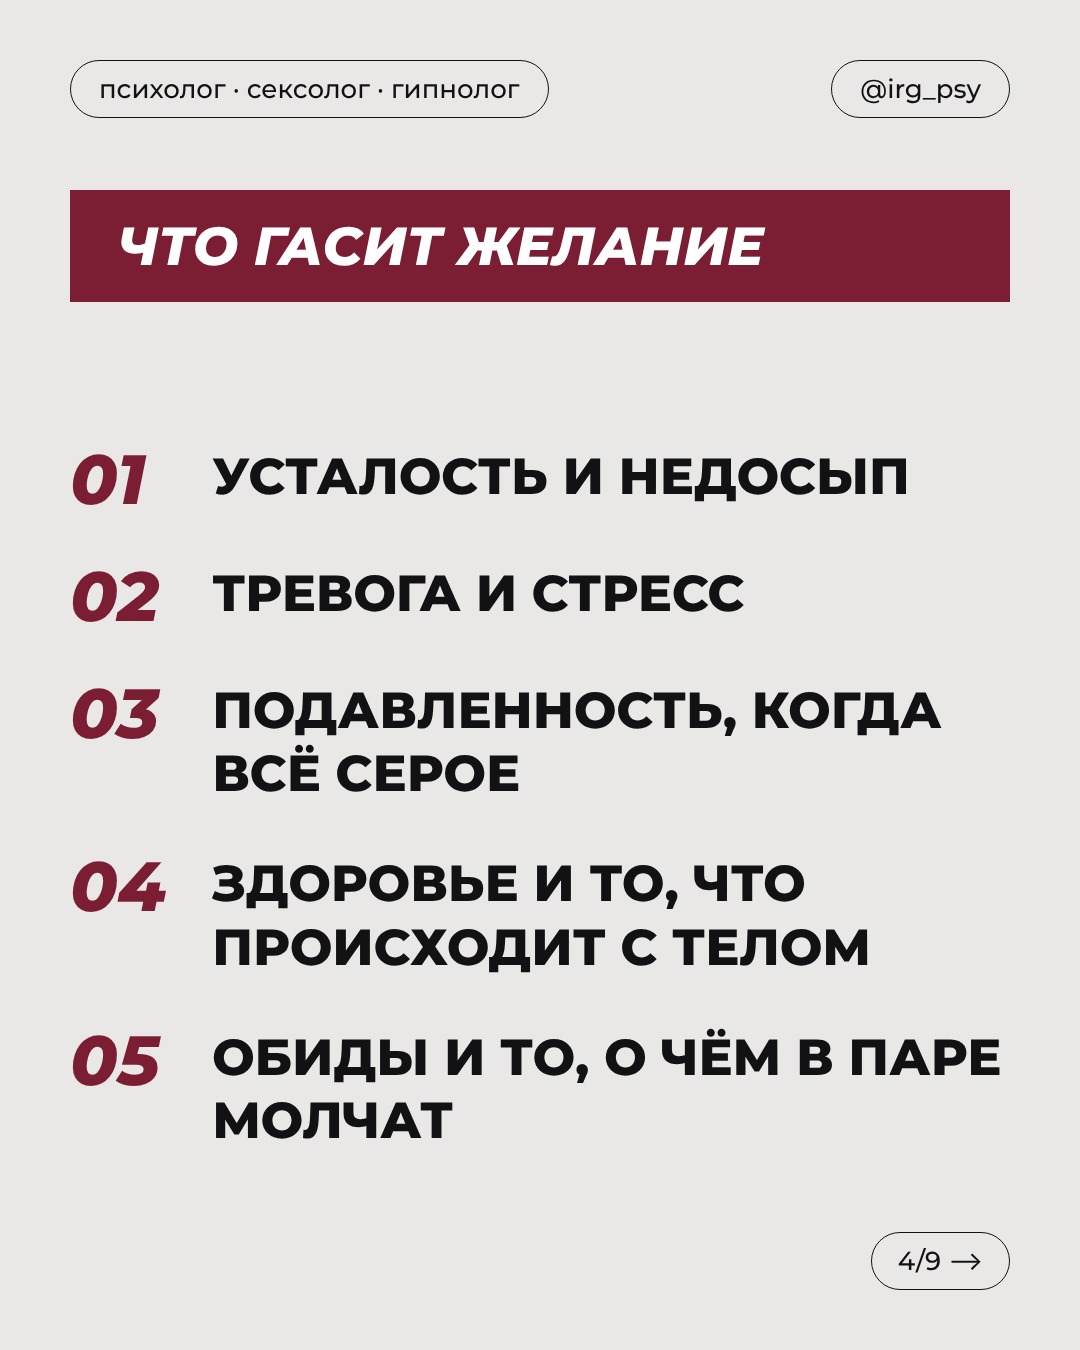 психолог · сексолог · гипнолог
@irg_psy
ЧТО ГАСИТ ЖЕЛАНИЕ
01 УСТАЛОСТЬ И НЕДОСЫП
02 ТРЕВОГА И СТРЕСС
03 ПОДАВЛЕННОСТЬ, КОГДА
ВСЁ СЕРОЕ
04 ЗДОРОВЬЕ И ТО, ЧТО
ПРОИСХОДИТ С ТЕЛОМ
05 ОБИДЫ И ТО, О ЧЁМ В ПАРЕ
МОЛЧАТ
4/9 →